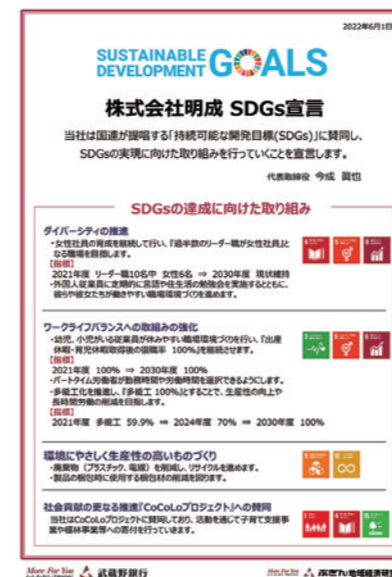 2022年6月1日
SUSTAINABLE
DEVELOPMENT GOALS
株式会社明成 SDGs宣言
当社は国連が提唱する「持続可能な開発目標(SDGs)」に賛同し、
SDGsの実現に向けた取り組みを行っていくことを宣言します。
代表取締役 今成 眞也
SDGsの達成に向けた取り組み
ダイバーシティの推進
・女性社員の育成を継続して行い、『過半数のリーダー職が女性社員』と
なる職場を目指します。
【指標】
2021年度 リーダー職10名中 女性6名 ⇒ 2030年度 現状維持
・外国人従業員に定期的に言語や住生活の勉強会を実施するとともに、
彼らや彼女たちが働きやすい職場環境づくりを進めます。
ワークライフバランスへの取組みの強化
・幼児、小児がいる従業員が休みやすい職場環境づくりを行い、『出産
休暇・育児休暇取得後の復職率 100%』を継続させます。
【指標】
2021年度 100% ⇒ 2030年度 100%
・パートタイム労働者が勤務時間や労働時間を選択できるようにします。
・多能工化を推進し、『多能工 100%』とすることで、生産性の向上や
長時間労働の削減を目指します。
【指標】
2021年度 多能工 59.9% ⇒ 2024年度 70% ⇒ 2030年度 100%
環境にやさしく生産性の高いものづくり
・廃棄物(プラスチック、電線)を削減し、リサイクルを進めます。
・製品の梱包時に使用する梱包材の削減を図ります。
社会貢献の更なる推進『CoCoLoプロジェクト』への賛同
当社はCoCoLoプロジェクトに賛同しており、活動を通じて子育て支援事
業や植林事業等への寄付を行っていきます。
More For You 武蔵野銀行
More For You ぶぎん地域経済研究